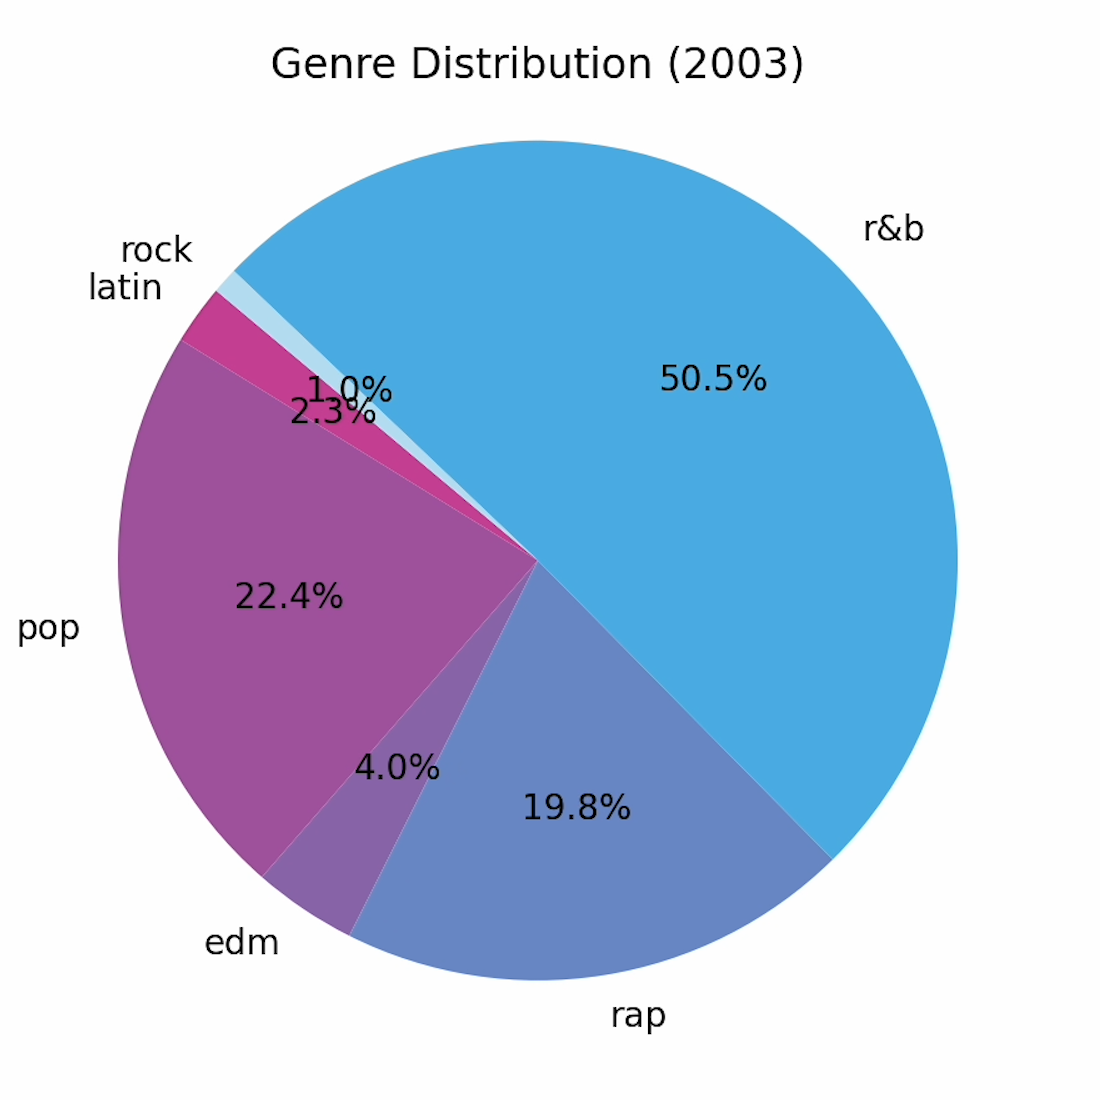 Genre Distribution (2003)
r&b
rock
latin
50.5%
1.0%
2.3%
22.4%
pop
4.0%
19.8%
edm
rap